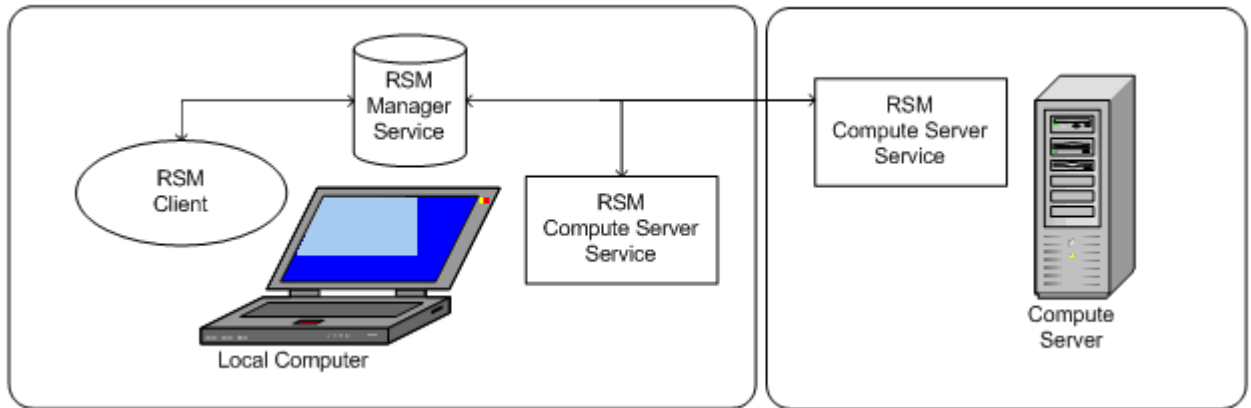 RSM
Manager
Service
RSM
Client
RSM
Compute Server
Service
Local Computer
RSM
Compute Server
Service
Compute
Server